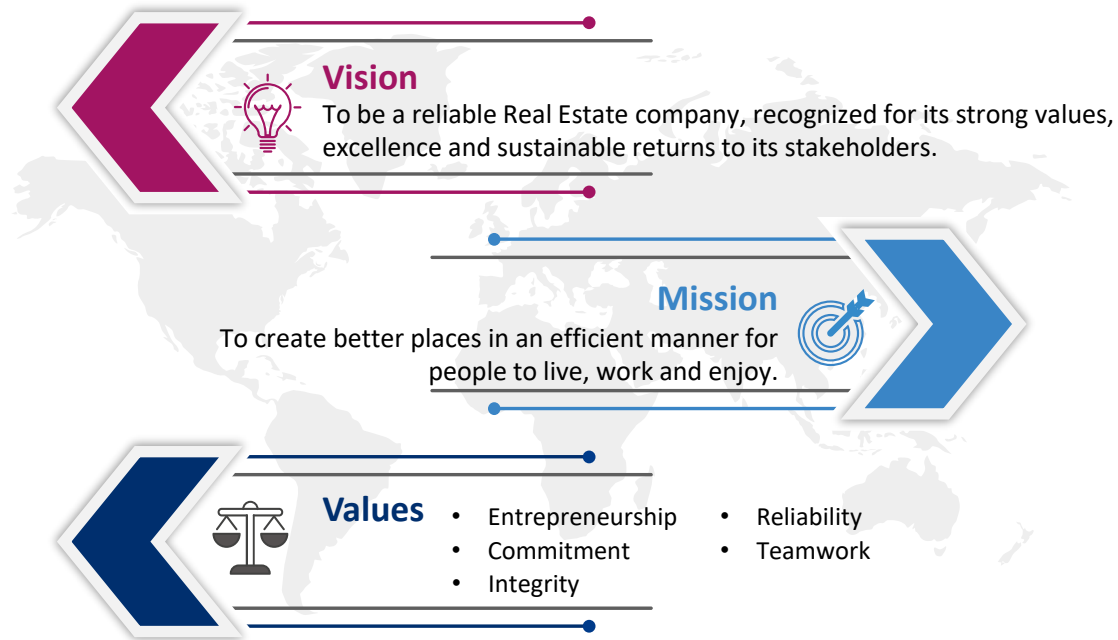 Vision
To be a reliable Real Estate company, recognized for its strong values,
excellence and sustainable returns to its stakeholders.
Mission
To create better places in an efficient manner for
people to live, work and enjoy.
Values
• Entrepreneurship
• Commitment
• Integrity
• Reliability
• Teamwork